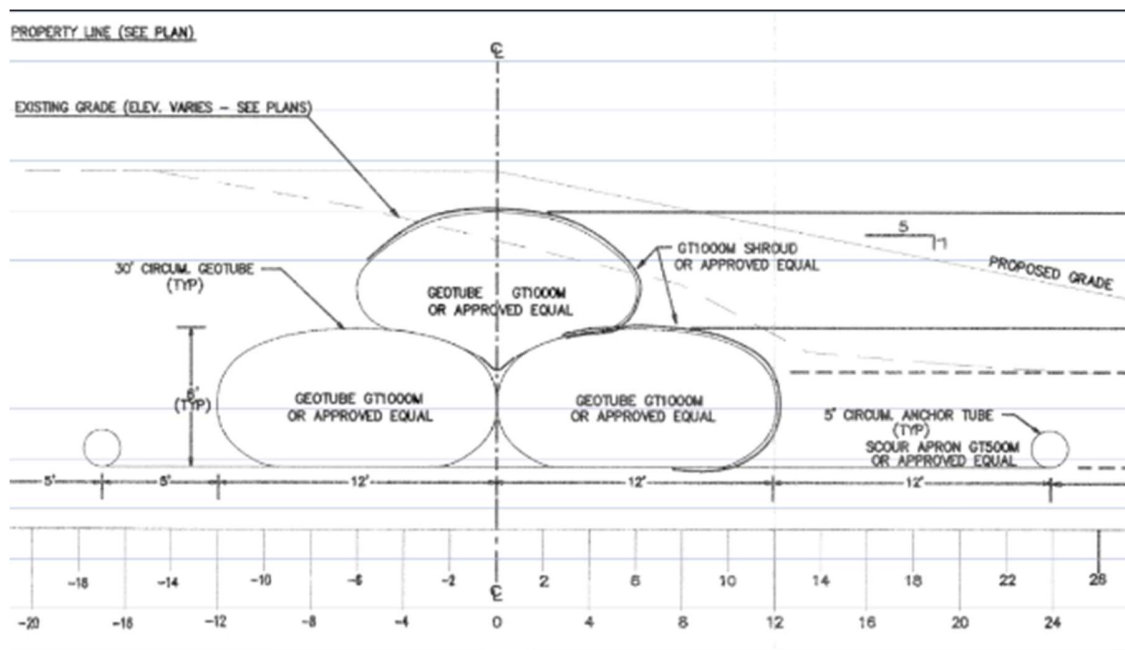 PROPERTY LINE (SEE PLAN)
℄
EXISTING GRADE (ELEV. VARIES - SEE PLANS)
5
1
GT1000M SHROUD
OR APPROVED EQUAL
PROPOSED GRADE
30' CIRCUM. GEOTUBE
(TYP)
GEOTUBE GT1000M
OR APPROVED EQUAL
(TYP)
GEOTUBE GT1000M
OR APPROVED EQUAL
GEOTUBE GT1000M
OR APPROVED EQUAL
5' CIRCUM. ANCHOR TUBE
(TYP)
SCOUR APRON GT500M
OR APPROVED EQUAL
5' 5' 12' 12' 12'
-18 -14 -10 -6 -2 2 6 10 14 18 22 26
℄
-20 -16 -12 -8 -4 0 4 8 12 16 20 24